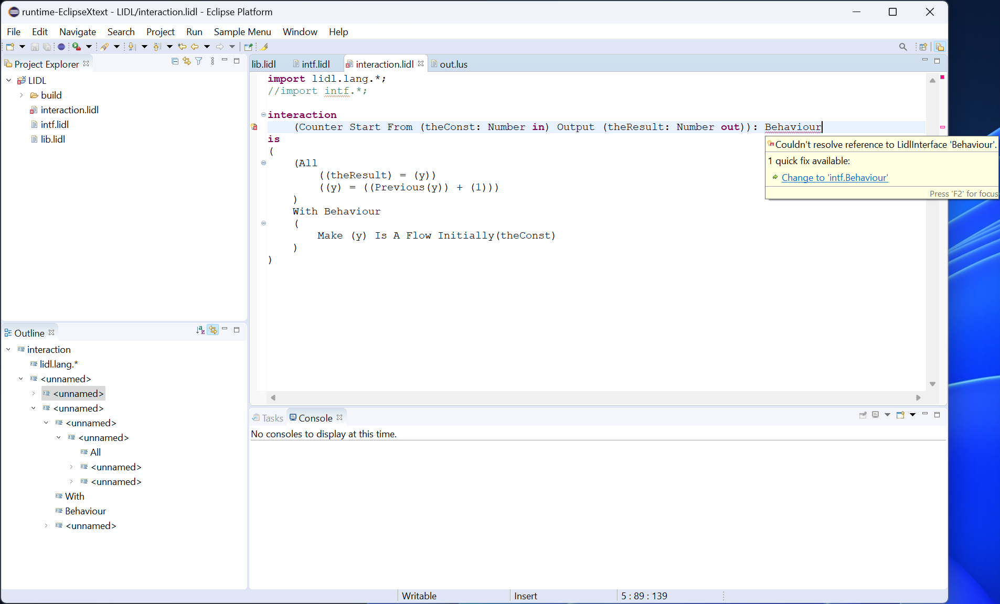 runtime-EclipseXtext - LIDL/interaction.lidl - Eclipse Platform
File Edit Navigate Search Project Run Sample Menu Window Help
Project Explorer
LIDL
build
interaction.lidl
intf.lidl
lib.lidl
lib.lidl intf.lidl interaction.lidl out.lus
import lidl.lang.*;
//import intf.*;
interaction
(Counter Start From (theConst: Number in) Output (theResult: Number out)): Behaviour
is
(
(All
((theResult) = (y))
((y) = ((Previous(y)) + (1)))
)
With Behaviour
(
Make (y) Is A Flow Initially(theConst)
)
)
Couldn't resolve reference to LidlInterface 'Behaviour'.
1 quick fix available:
Change to 'intf.Behaviour'
Press 'F2' for focus
Outline
interaction
lidl.lang.*
<unnamed>
<unnamed>
<unnamed>
<unnamed>
<unnamed>
All
<unnamed>
<unnamed>
With
Behaviour
<unnamed>
Tasks Console
No consoles to display at this time.
Writable Insert 5 : 89 : 139